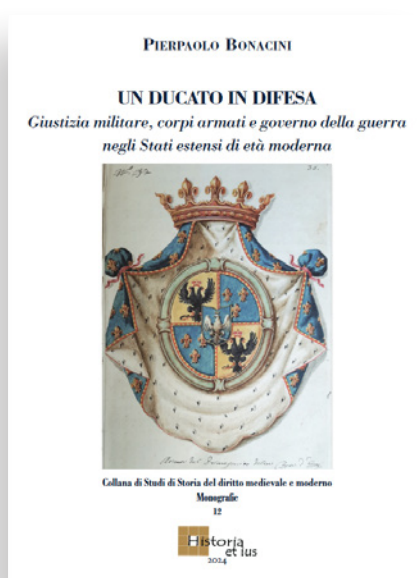 PIERPAOLO BONACINI
UN DUCATO IN DIFESA
Giustizia militare, corpi armati e governo della guerra
negli Stati estensi di età moderna
Collana di Studi di Storia del diritto medievale e moderno
Monografie
12
Historia
et ius
2024